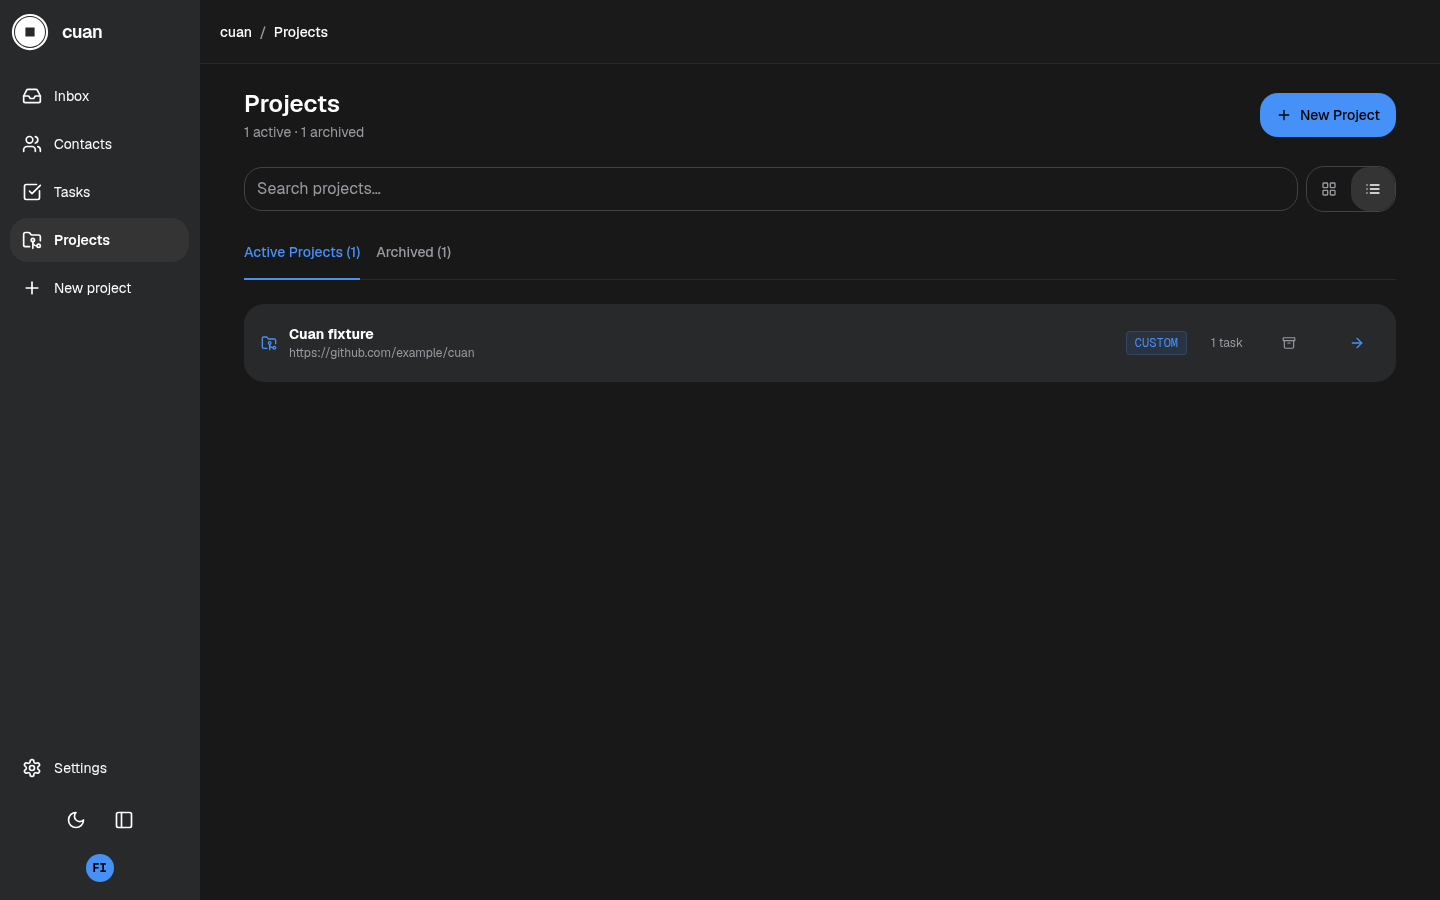 cuan
cuan / Projects
Inbox
Contacts
Tasks
Projects
New project
Projects
1 active · 1 archived
New Project
Search projects...
Active Projects (1)
Archived (1)
Cuan fixture
https://github.com/example/cuan
CUSTOM
1 task
Settings
FI